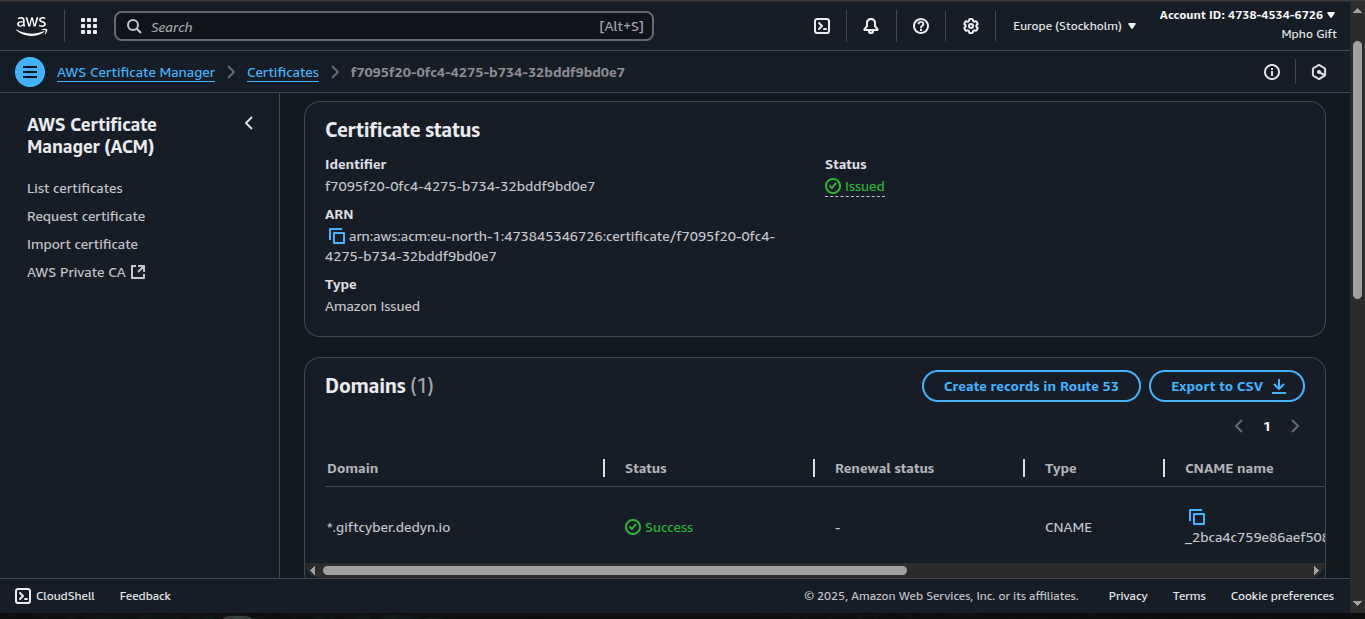 aws
Search
[Alt+S]
Europe (Stockholm)
Account ID: 4738-4534-6726
Mpho Gift
AWS Certificate Manager
Certificates
f7095f20-0fc4-4275-b734-32bddf9bd0e7
AWS Certificate
Manager (ACM)
List certificates
Request certificate
Import certificate
AWS Private CA
Certificate status
Identifier
f7095f20-0fc4-4275-b734-32bddf9bd0e7
Status
Issued
ARN
arn:aws:acm:eu-north-1:473845346726:certificate/f7095f20-0fc4-
4275-b734-32bddf9bd0e7
Type
Amazon Issued
Domains (1)
Create records in Route 53
Export to CSV
1
Domain
Status
Renewal status
Type
CNAME name
*.giftcyber.dedyn.io
Success
-
CNAME
_2bca4c759e86aef508
CloudShell
Feedback
© 2025, Amazon Web Services, Inc. or its affiliates.
Privacy
Terms
Cookie preferences